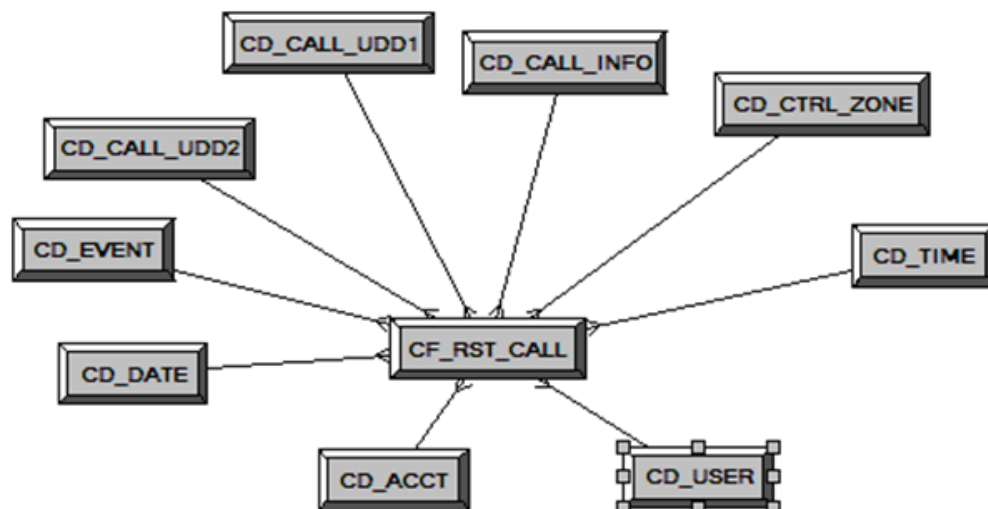 CD_CALL_UDD1
CD_CALL_INFO
CD_CTRL_ZONE
CD_CALL_UDD2
CD_EVENT
CD_TIME
CF_RST_CALL
CD_DATE
CD_ACCT
CD_USER